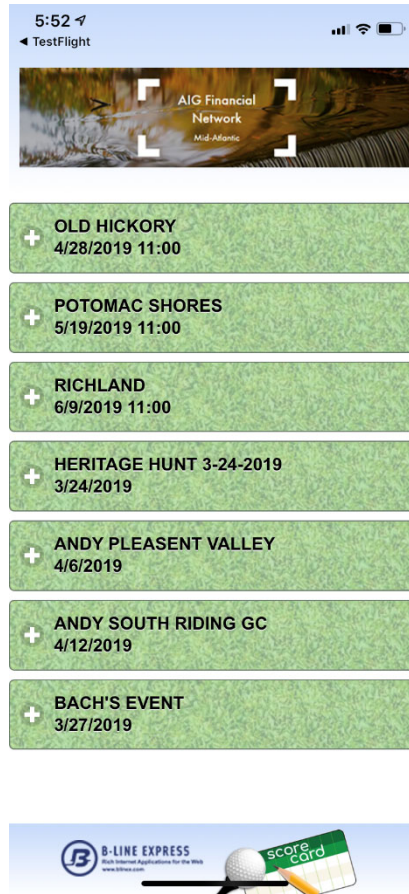 5:52
◀ TestFlight
AIG Financial
Network
Mid-Atlantic
OLD HICKORY
4/28/2019 11:00
POTOMAC SHORES
5/19/2019 11:00
RICHLAND
6/9/2019 11:00
HERITAGE HUNT 3-24-2019
3/24/2019
ANDY PLEASENT VALLEY
4/6/2019
ANDY SOUTH RIDING GC
4/12/2019
BACH'S EVENT
3/27/2019
B-LINE EXPRESS
Rich Internet Applications for the Web
www.blinex.com
score
card